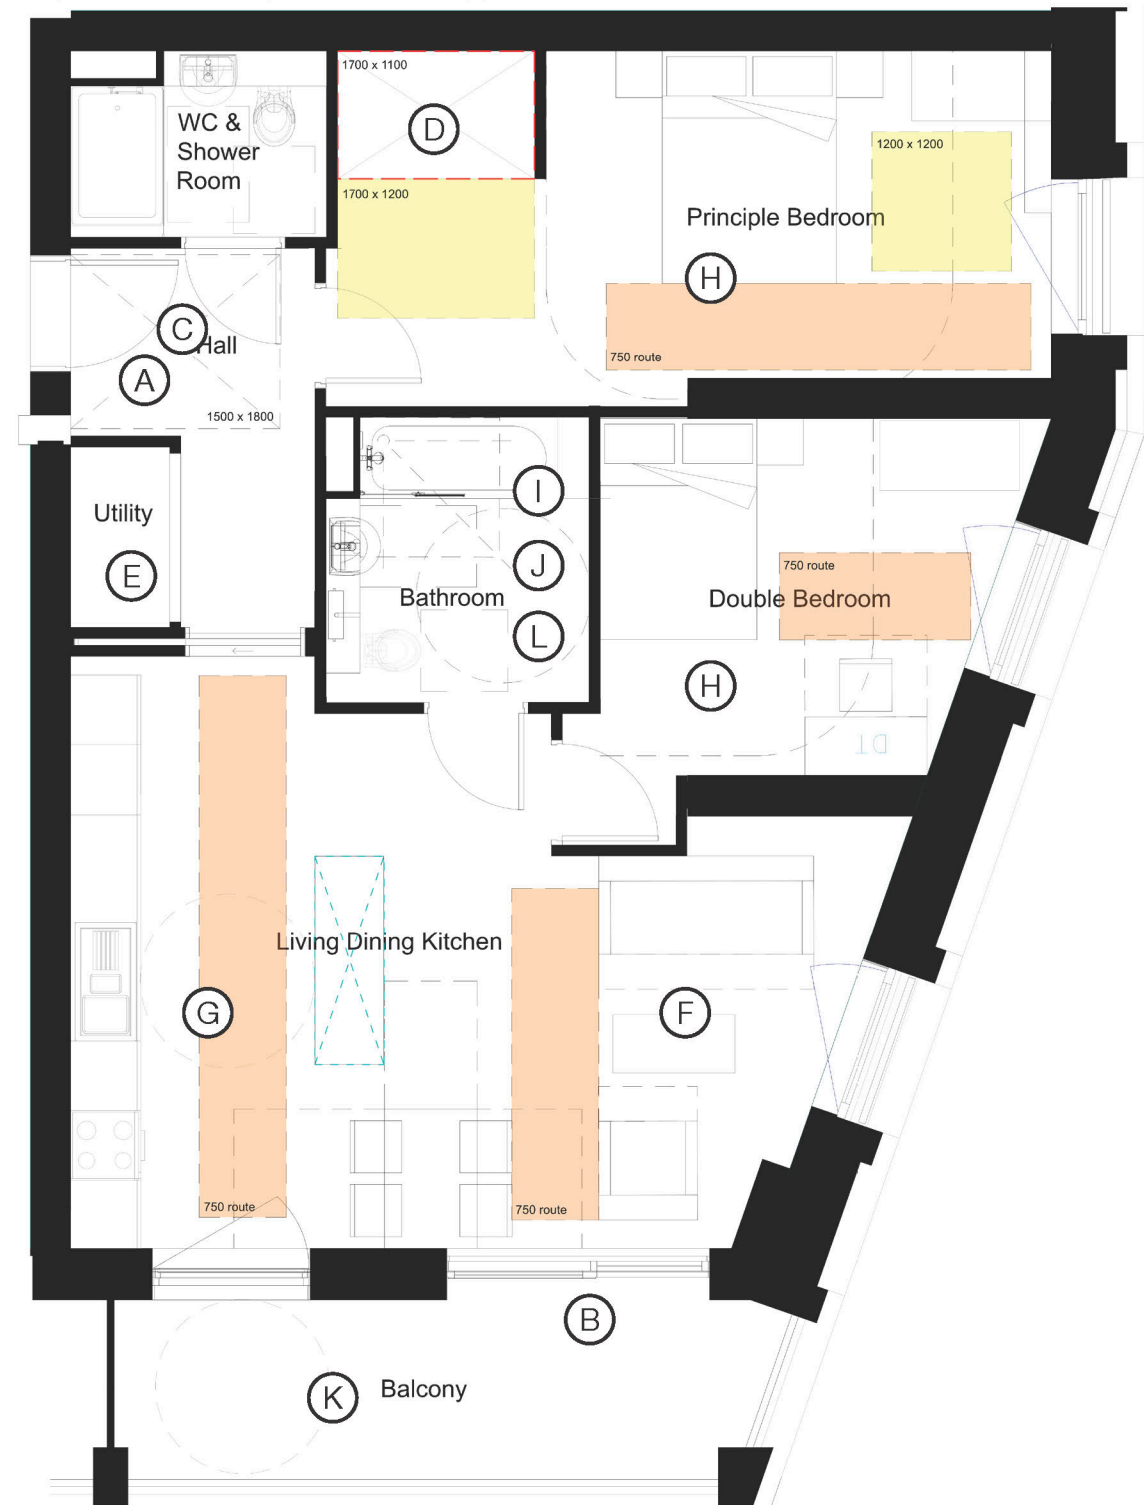 1700 x 1100
D
WC &
Shower
Room
1200 x 1200
1700 x 1200
Principle Bedroom
H
C
Hall
A
750 route
1500 x 1800
I
Utility
E
J
750 route
Bathroom
Double Bedroom
L
H
DT
Living Dining Kitchen
G
F
750 route
750 route
B
K
Balcony